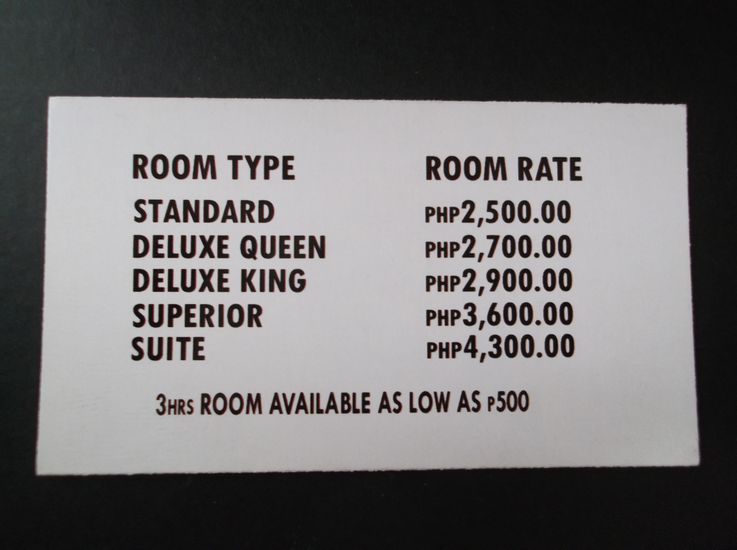 ROOM TYPE ROOM RATE
STANDARD PHP2,500.00
DELUXE QUEEN PHP2,700.00
DELUXE KING PHP2,900.00
SUPERIOR PHP3,600.00
SUITE PHP4,300.00
3HRS ROOM AVAILABLE AS LOW AS P500